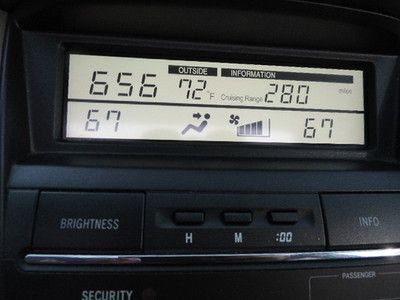 OUTSIDE INFORMATION
656 72°F Cruising Range 280 miles
67 67
BRIGHTNESS H M :00 INFO
SECURITY PASSENGER